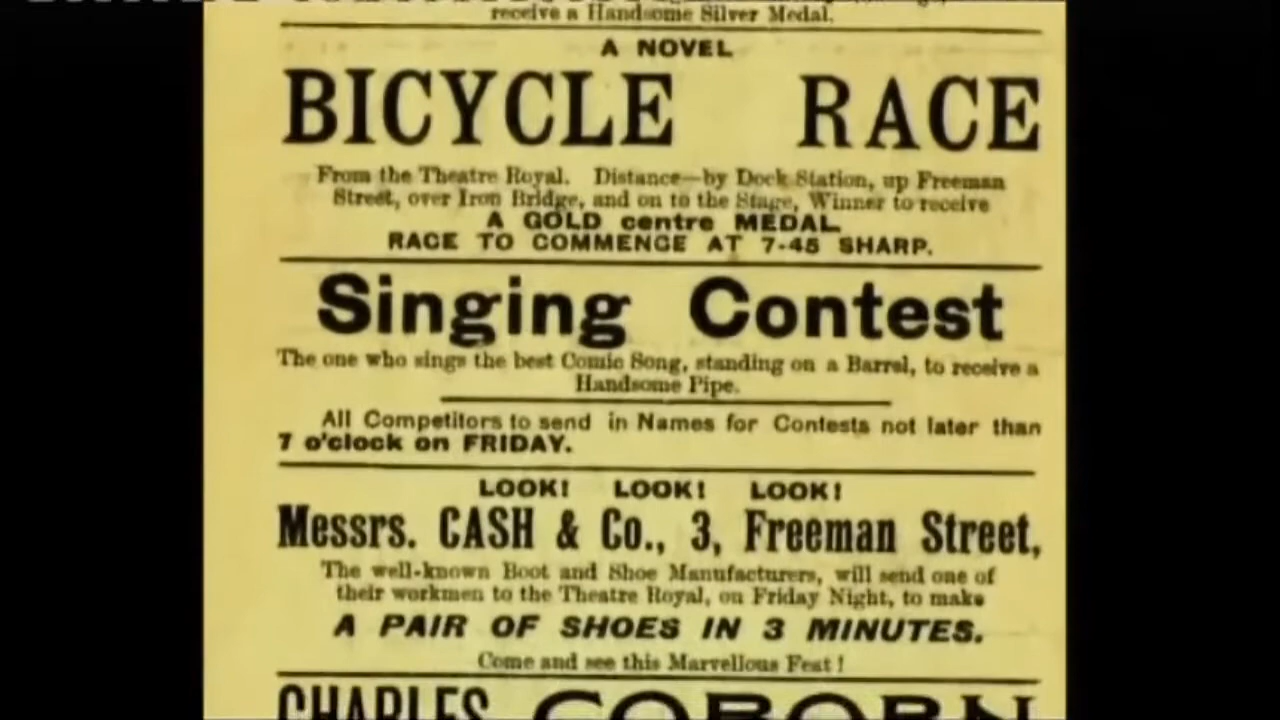 receive a Handsome Silver Medal.
A NOVEL
BICYCLE RACE
From the Theatre Royal. Distance—by Dock Station, up Freeman
Street, over Iron Bridge, and on to the Stage, Winner to receive
A GOLD centre MEDAL.
RACE TO COMMENCE AT 7-45 SHARP.
Singing Contest
The one who sings the best Comic Song, standing on a Barrel, to receive a
Handsome Pipe.
All Competitors to send in Names for Contests not later than
7 o'clock on FRIDAY.
LOOK! LOOK! LOOK!
Messrs. CASH & Co., 3, Freeman Street,
The well-known Boot and Shoe Manufacturers, will send one of
their workmen to the Theatre Royal, on Friday Night, to make
A PAIR OF SHOES IN 3 MINUTES.
Come and see this Marvellous Feat!
CHARLES COBORN